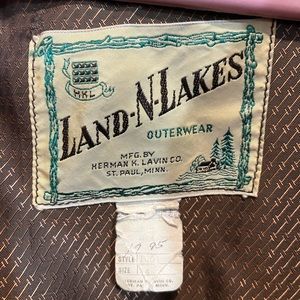 HKL
LAND-N-LAKES
OUTERWEAR
MFG. BY
HERMAN K. LAVIN CO.
ST. PAUL, MINN.
STYLE
SIZE